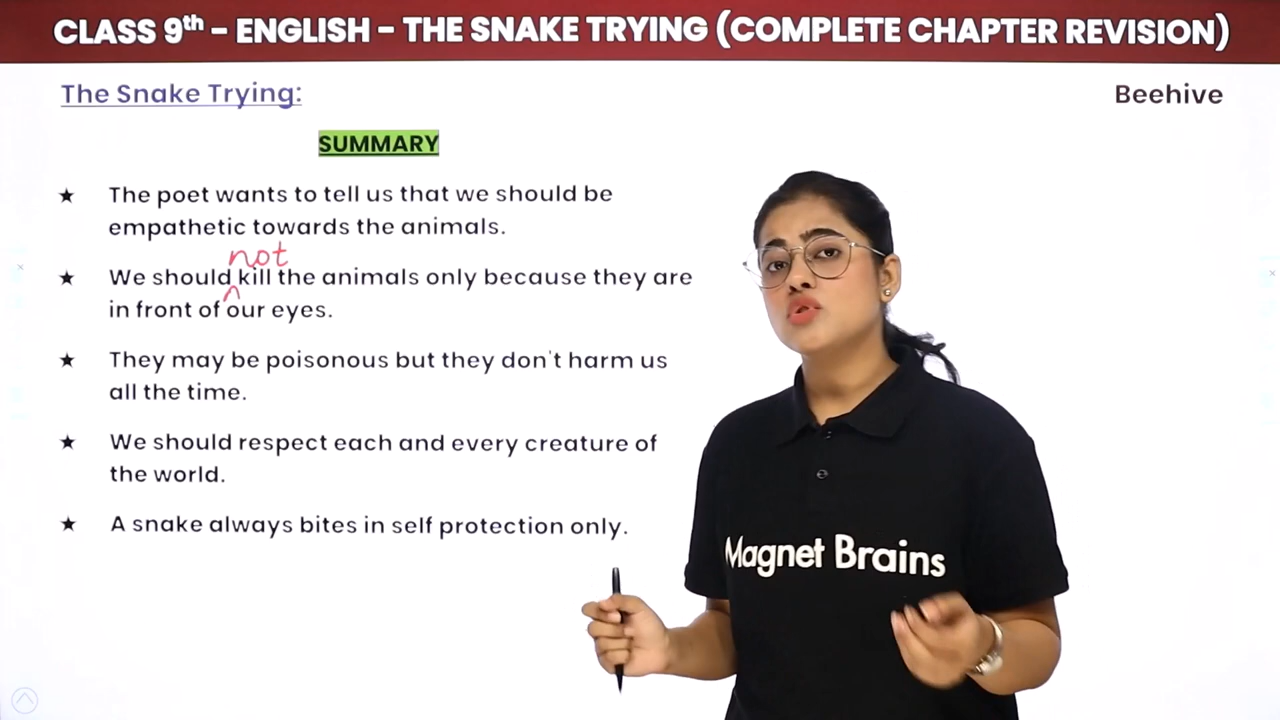 CLASS 9th – ENGLISH – THE SNAKE TRYING (COMPLETE CHAPTER REVISION)
The Snake Trying:
Beehive
SUMMARY
★ The poet wants to tell us that we should be
empathetic towards the animals.
not
★ We should ^ kill the animals only because they are
in front of our eyes.
★ They may be poisonous but they don't harm us
all the time.
★ We should respect each and every creature of
the world.
★ A snake always bites in self protection only.
Magnet Brains